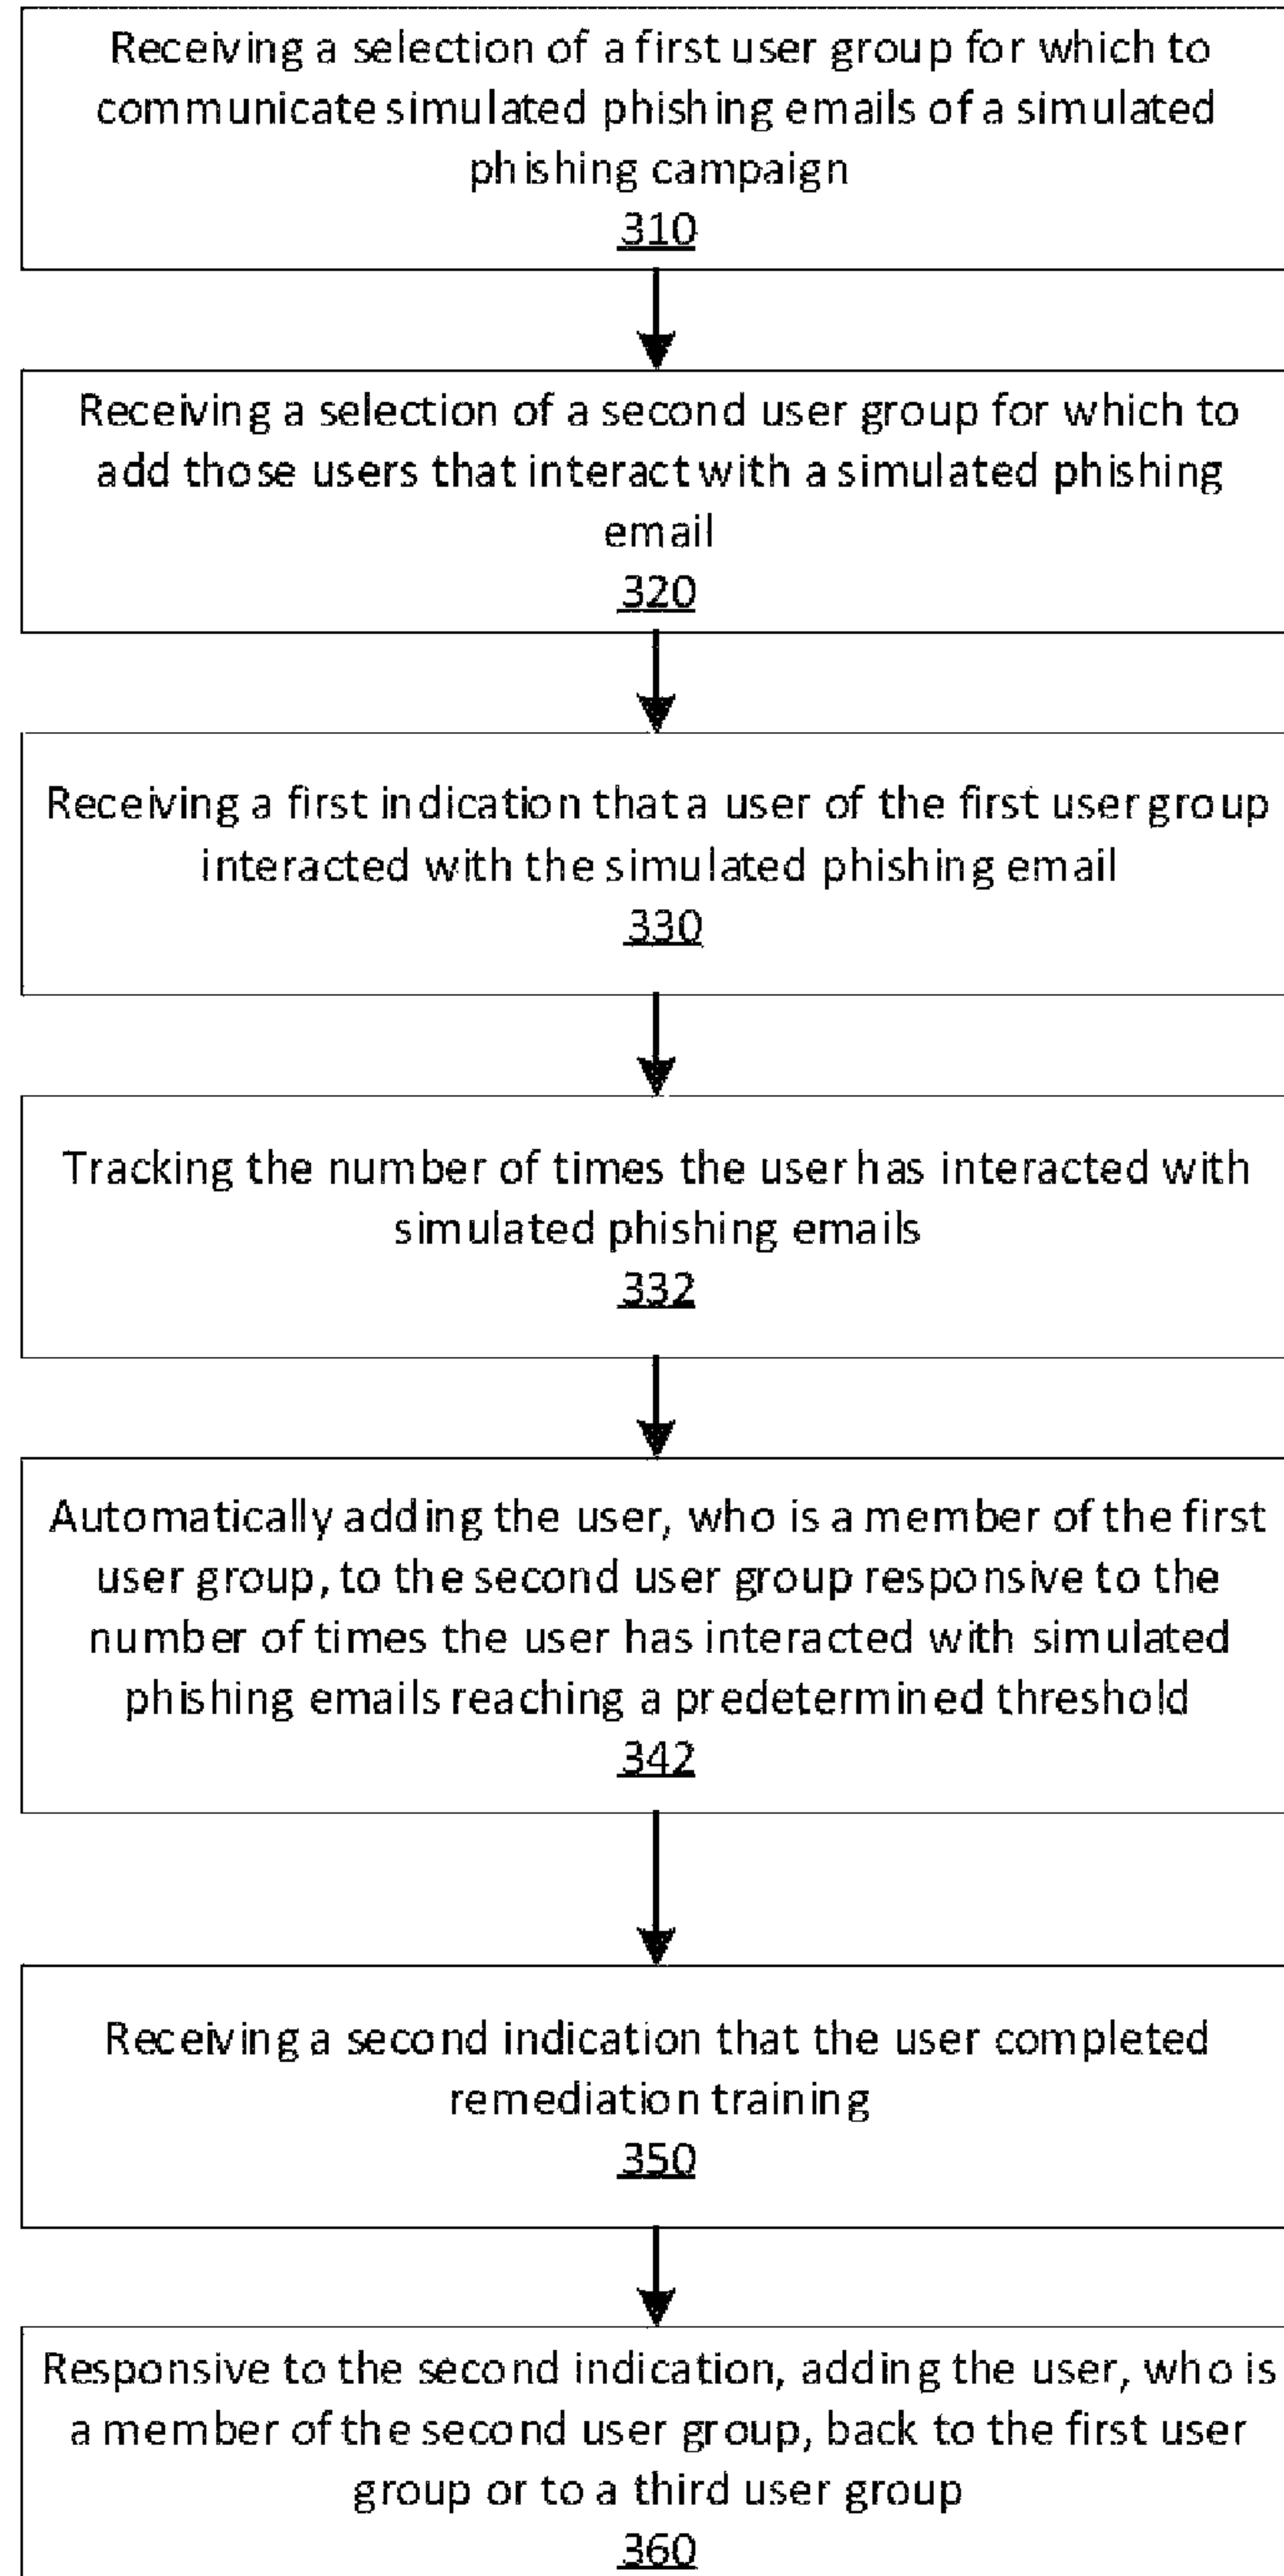 Receiving a selection of a first user group for which to
communicate simulated phishing emails of a simulated
phishing campaign
310
Receiving a selection of a second user group for which to
add those users that interact with a simulated phishing
email
320
Receiving a first indication that a user of the first user group
interacted with the simulated phishing email
330
Tracking the number of times the user has interacted with
simulated phishing emails
332
Automatically adding the user, who is a member of the first
user group, to the second user group responsive to the
number of times the user has interacted with simulated
phishing emails reaching a predetermined threshold
342
Receiving a second indication that the user completed
remediation training
350
Responsive to the second indication, adding the user, who is
a member of the second user group, back to the first user
group or to a third user group
360